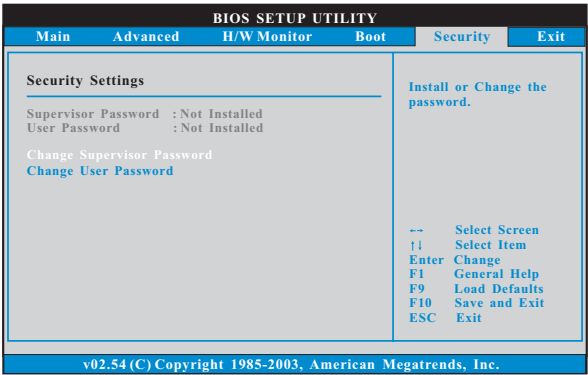 BIOS SETUP UTILITY
Main Advanced H/W Monitor Boot Security Exit
Security Settings
Supervisor Password : Not Installed
User Password : Not Installed
Change Supervisor Password
Change User Password
Install or Change the
password.
←→ Select Screen
↑↓ Select Item
Enter Change
F1 General Help
F9 Load Defaults
F10 Save and Exit
ESC Exit
v02.54 (C) Copyright 1985-2003, American Megatrends, Inc.